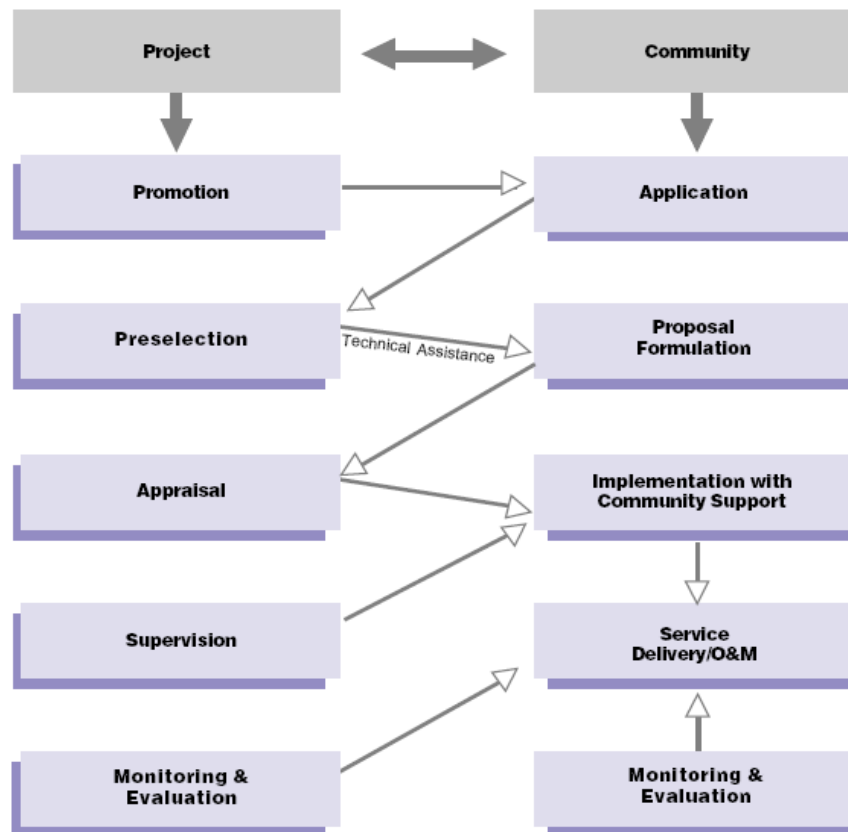 Project
Community
Promotion
Application
Preselection
Technical Assistance
Proposal
Formulation
Appraisal
Implementation with
Community Support
Supervision
Service
Delivery/O&M
Monitoring &
Evaluation
Monitoring &
Evaluation